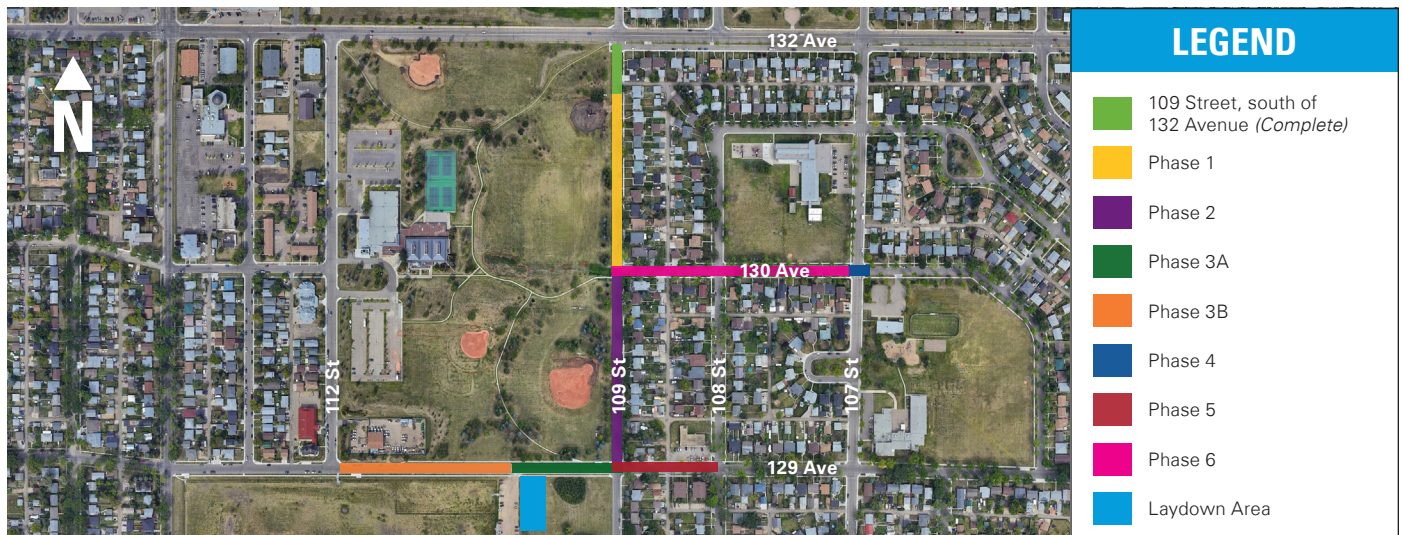 132 Ave
N
130 Ave
112 St
109 St
108 St
107 St
129 Ave
LEGEND
109 Street, south of
132 Avenue (Complete)
Phase 1
Phase 2
Phase 3A
Phase 3B
Phase 4
Phase 5
Phase 6
Laydown Area